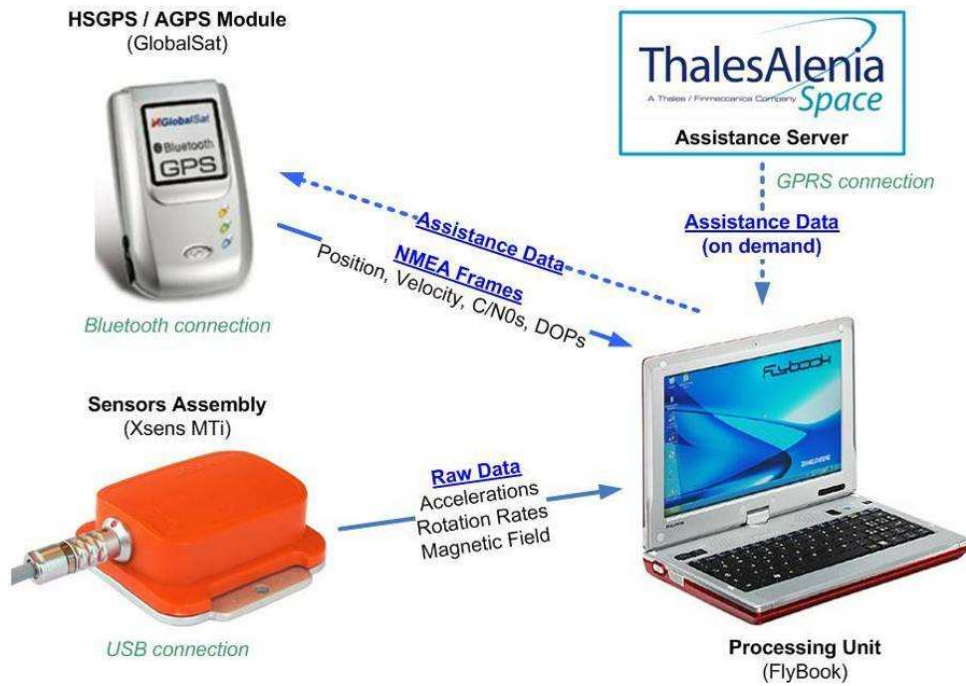 HSGPS / AGPS Module
(GlobalSat)
GlobalSat
Bluetooth
GPS
Bluetooth connection
ThalesAlenia
A Thales / Finmeccanica Company
Space
Assistance Server
GPRS connection
Assistance Data
(on demand)
Assistance Data
NMEA Frames
Position, Velocity, C/N0s, DOPs
Sensors Assembly
(Xsens MTi)
USB connection
Raw Data
Accelerations
Rotation Rates
Magnetic Field
FLYBOOK
Processing Unit
(FlyBook)